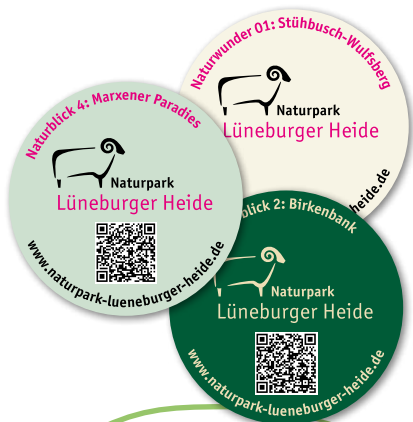 Naturwunder 01: Stühbusch-Wulfsberg
Naturpark
Lüneburger Heide
heide.de
Naturblick 4: Marxener Paradies
Naturpark
Lüneburger Heide
www.naturpark-lueneburger-heide.de
blick 2: Birkenbank
Naturpark
Lüneburger Heide
www.naturpark-lueneburger-heide.de